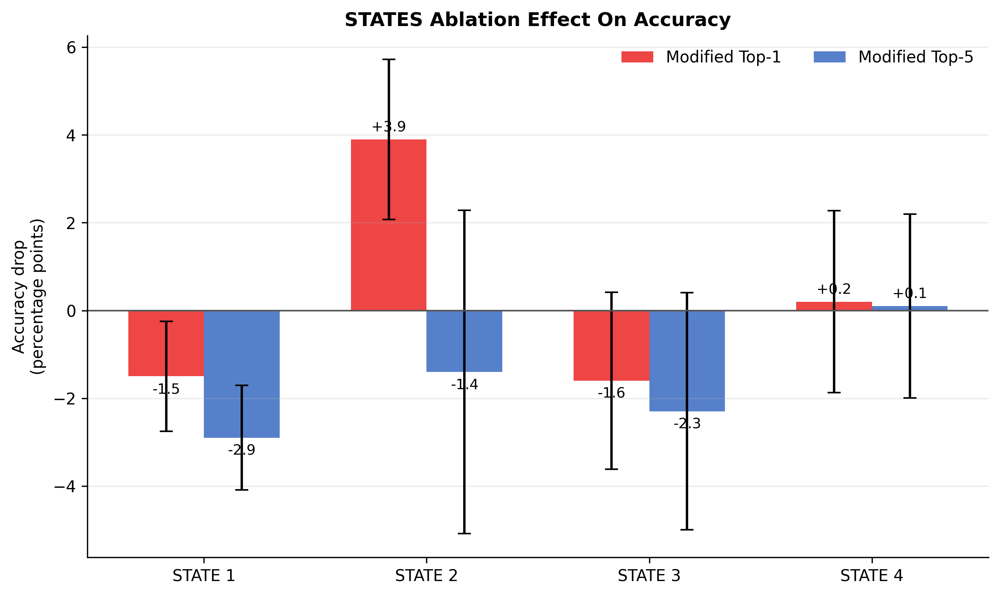 STATES Ablation Effect On Accuracy
Modified Top-1
Modified Top-5
Accuracy drop
(percentage points)
6
4
2
0
−2
−4
+3.9
+0.2
+0.1
-1.5
-2.9
-1.4
-1.6
-2.3
STATE 1
STATE 2
STATE 3
STATE 4